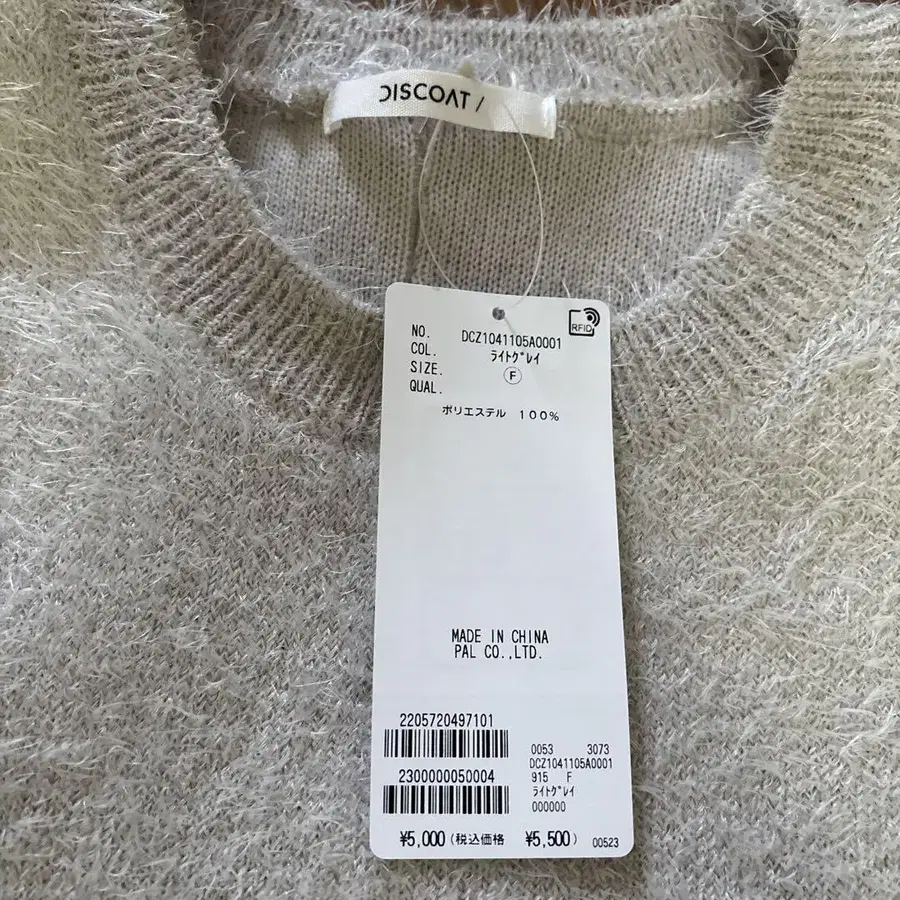 DISCOAT /
RFID
NO. DCZ1041105A0001
COL. ライトグレイ
SIZE. F
QUAL.
ポリエステル 100%
MADE IN CHINA
PAL CO.,LTD.
2205720497101
2300000050004
0053 3073
DCZ1041105A0001
915 F
ライトグレイ
000000
¥5,000 (税込価格 ¥5,500) 00523